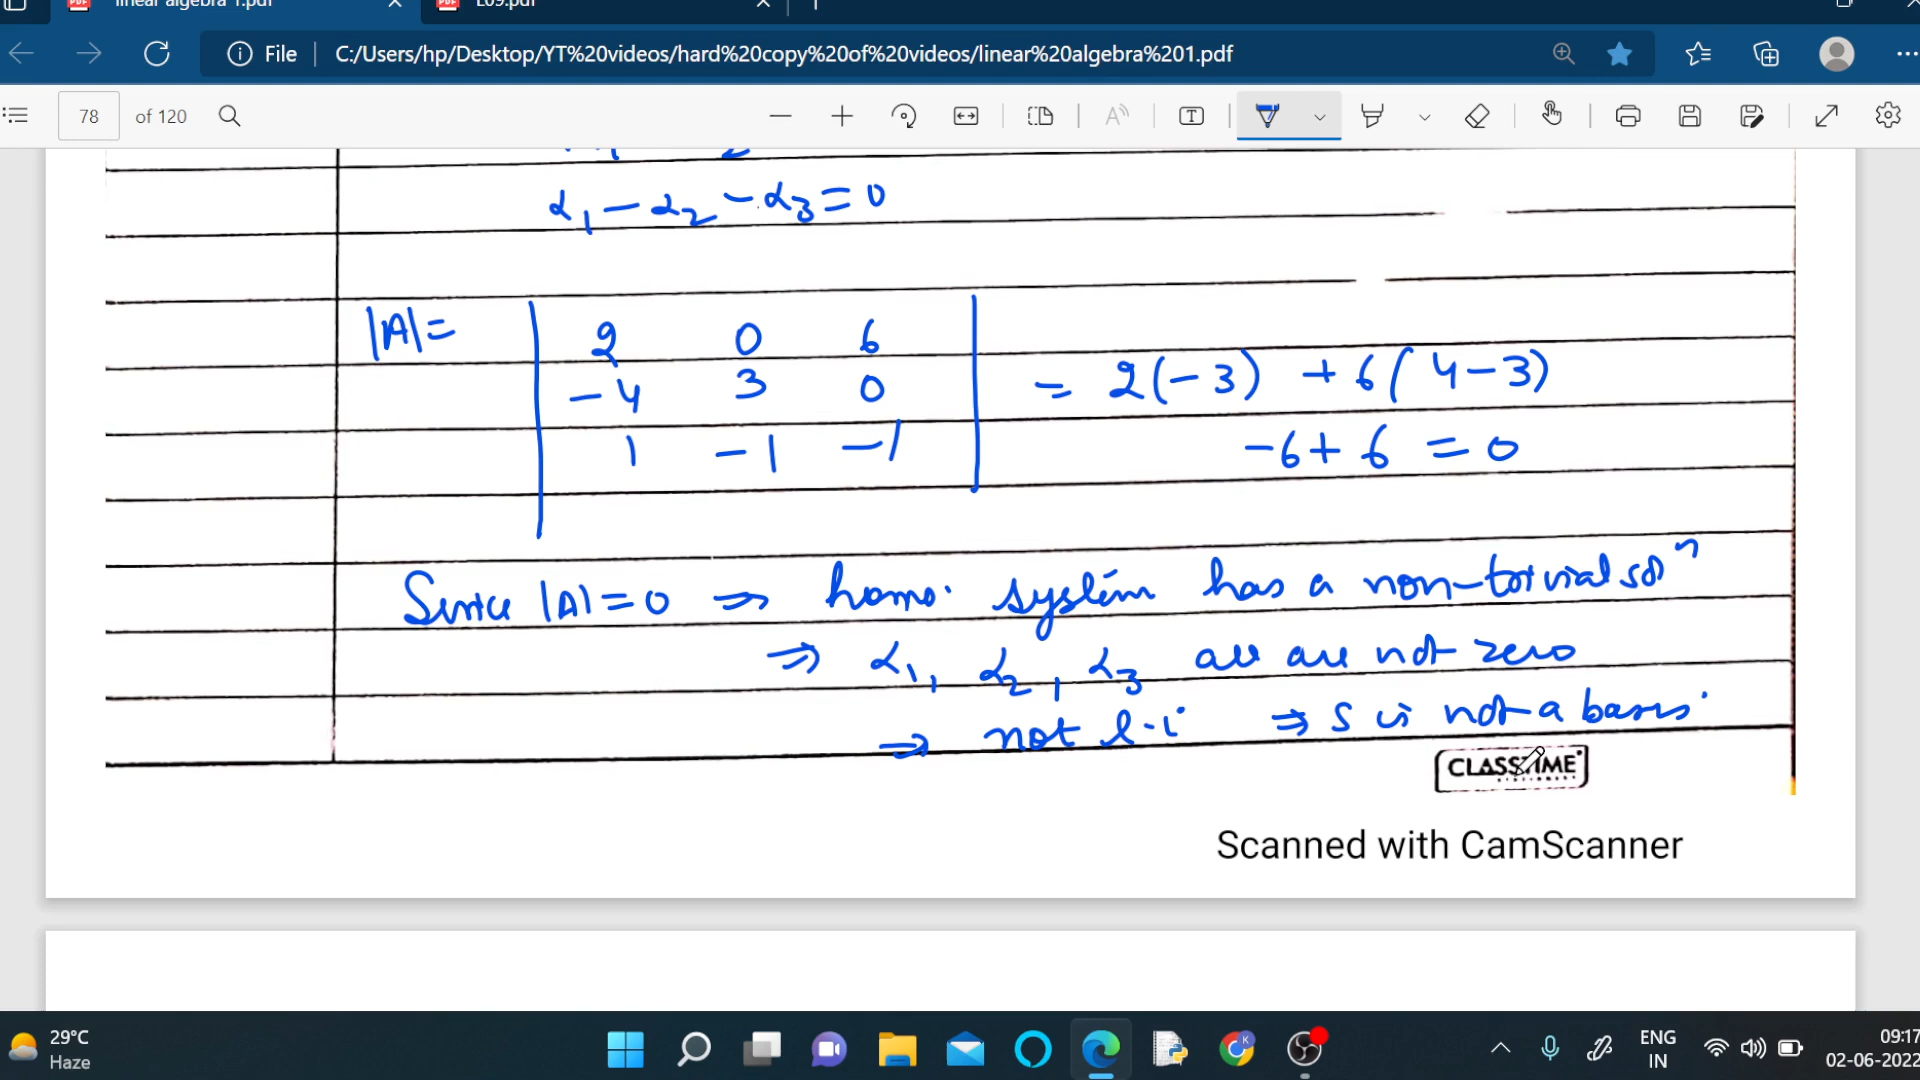 linear algebra 1.pdf
L09.pdf
File
C:/Users/hp/Desktop/YT%20videos/hard%20copy%20of%20videos/linear%20algebra%201.pdf
78 of 120
α₁ - α₂ - α₃ = 0
|A| =
2 0 6
-4 3 0
1 -1 -1
= 2(-3) + 6(4-3)
-6 + 6 = 0
Since |A| = 0 ⇒ homo. system has a non-trivial solⁿ
⇒ α₁, α₂, α₃ all are not zero
⇒ not l.i ⇒ S is not a basis.
CLASSTIME
Scanned with CamScanner
29°C
Haze
ENG
IN
09:17
02-06-2022